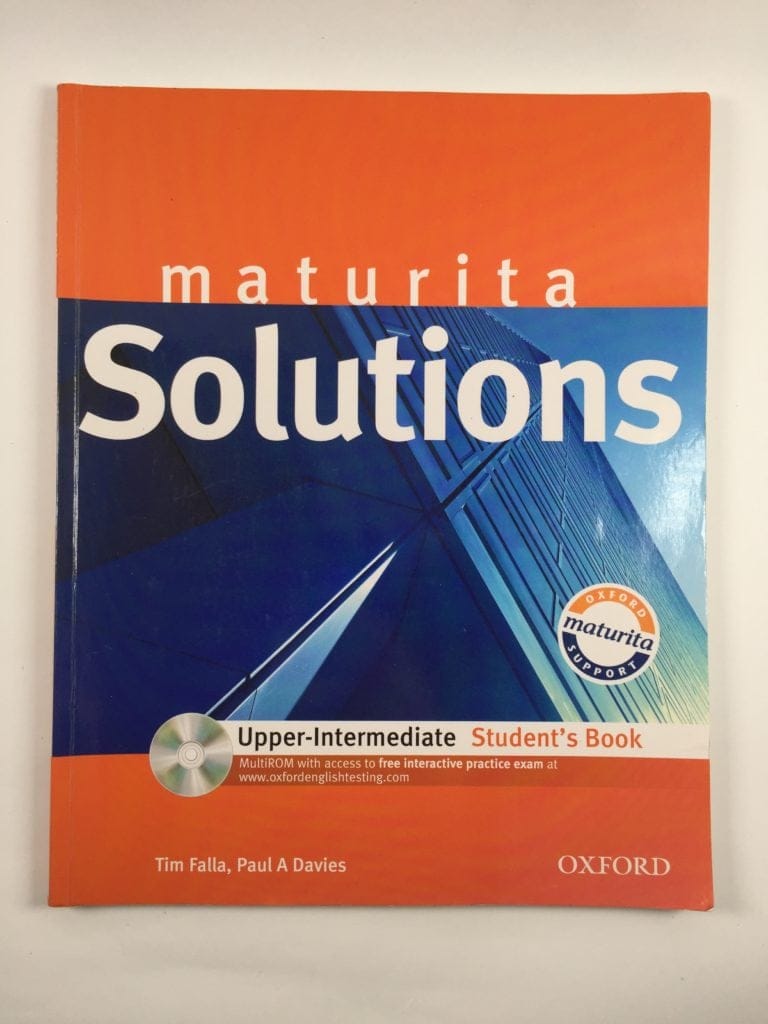 maturita
Solutions
OXFORD
maturita
SUPPORT
Upper-Intermediate Student's Book
MultiROM with access to free interactive practice exam at
www.oxfordenglishtesting.com
Tim Falla, Paul A Davies
OXFORD